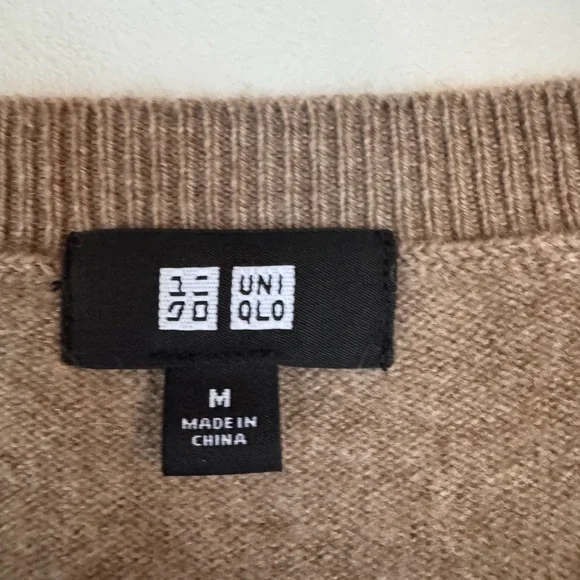 ユニ UNI
クロ QLO
M
MADE IN
CHINA